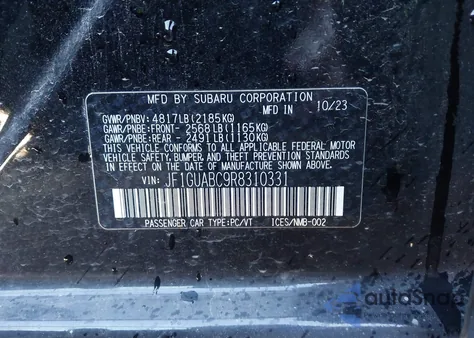 MFD BY SUBARU CORPORATION
MFD IN 10/23
GVWR/PNBV: 4817LB(2185KG)
GAWR/PNBE:FRONT- 2568LB(1165KG)
GAWR/PNBE:REAR - 2491LB(1130KG)
THIS VEHICLE CONFORMS TO ALL APPLICABLE FEDERAL MOTOR
VEHICLE SAFETY, BUMPER, AND THEFT PREVENTION STANDARDS
IN EFFECT ON THE DATE OF MANUFACTURE SHOWN ABOVE.
VIN: JF1GUABC9R8310331
PASSENGER CAR TYPE:PC/VT ICES/NMB-002
autoSnap